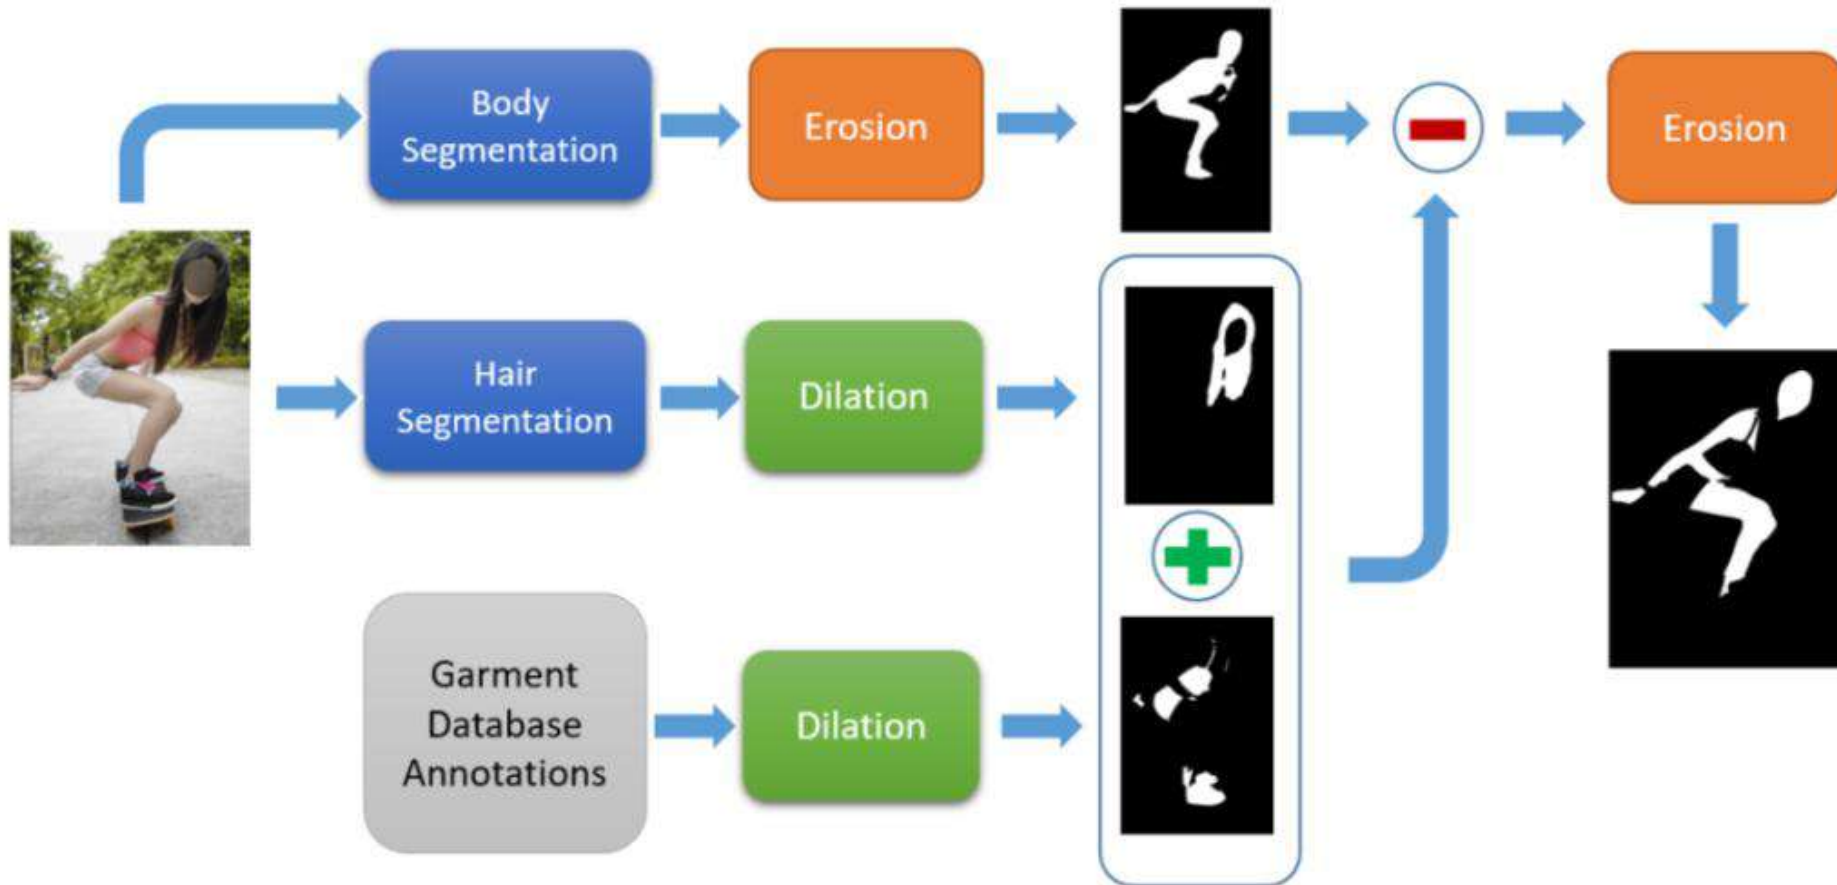 Body
Segmentation
Erosion
Erosion
Hair
Segmentation
Dilation
Garment
Database
Annotations
Dilation